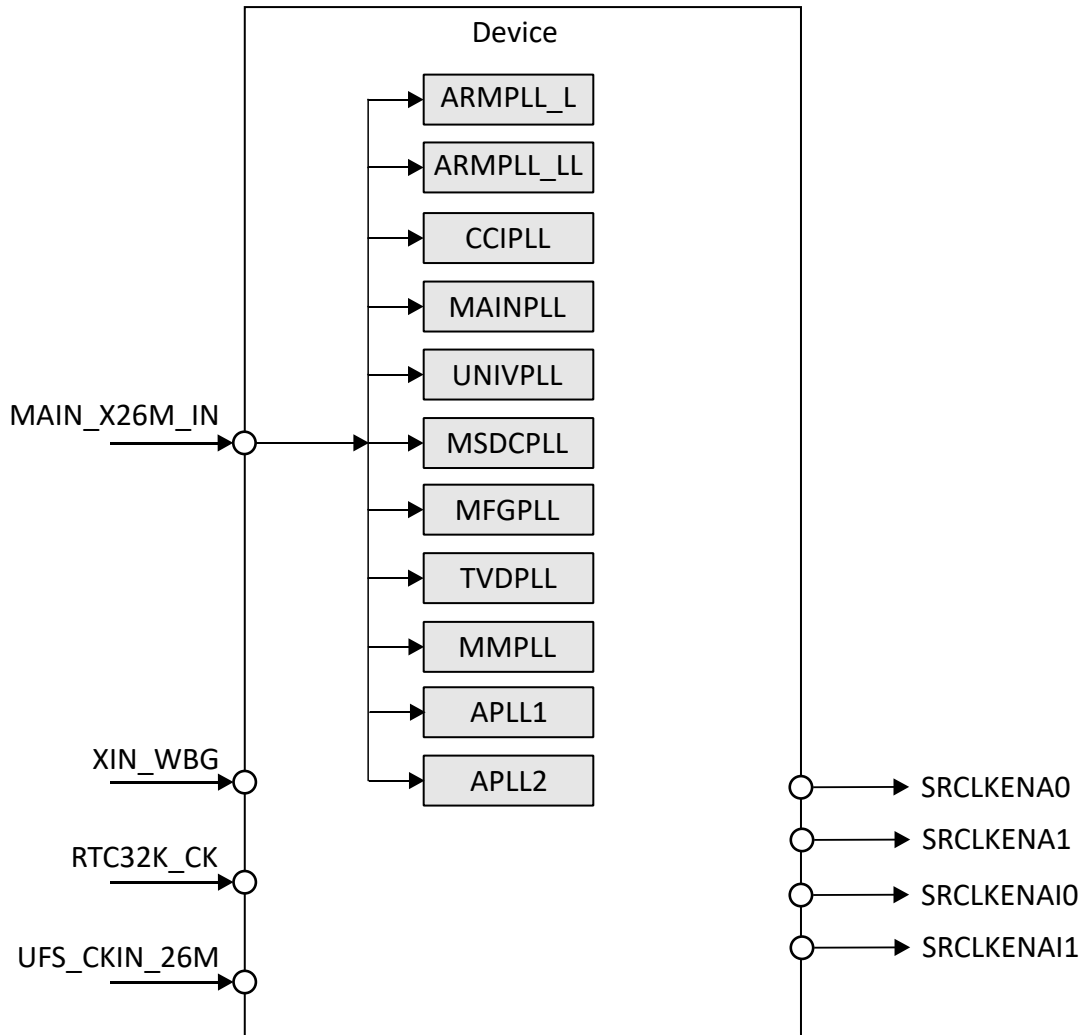 Device
ARMPLL_L
ARMPLL_LL
CCIPLL
MAINPLL
UNIVPLL
MAIN_X26M_IN
MSDCPLL
MFGPLL
TVDPLL
MMPLL
APLL1
XIN_WBG
APLL2
SRCLKENA0
SRCLKENA1
RTC32K_CK
SRCLKENAI0
SRCLKENAI1
UFS_CKIN_26M